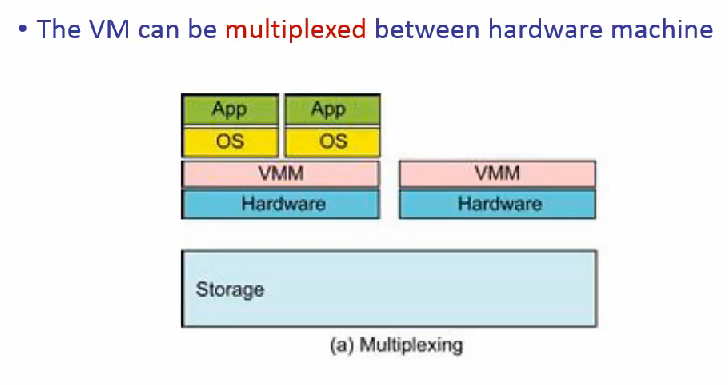 • The VM can be multiplexed between hardware machine
App App
OS OS
VMM VMM
Hardware Hardware
Storage
(a) Multiplexing